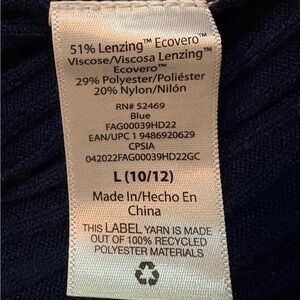 51% Lenzing™ Ecovero™
Viscose/Viscosa Lenzing™
Ecovero™
29% Polyester/Poliéster
20% Nylon/Nilón
RN# 52469
Blue
FAG00039HD22
EAN/UPC 1 9486920629
CPSIA
042022FAG00039HD22GC
L (10/12)
Made in/Hecho En
China
THIS LABEL YARN IS MADE
OUT OF 100% RECYCLED
POLYESTER MATERIALS